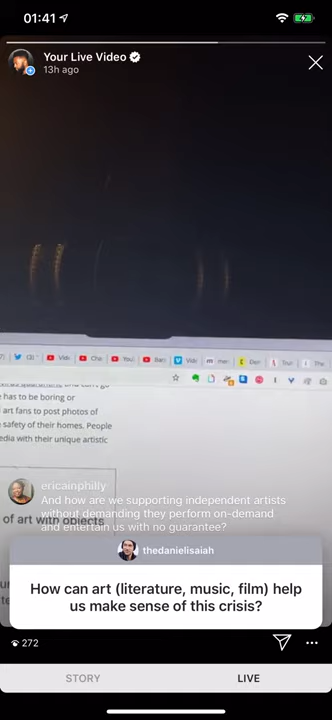 01:41
Your Live Video
13h ago
has to be boring or
art fans to post photos of
safety of their homes. People
edia with their unique artistic
ericainphilly
And how are we supporting independent artists
without demanding they perform on-demand
and entertain us with no guarantee?
of art with objects
thedanielisaiah
How can art (literature, music, film) help
us make sense of this crisis?
272
STORY
LIVE